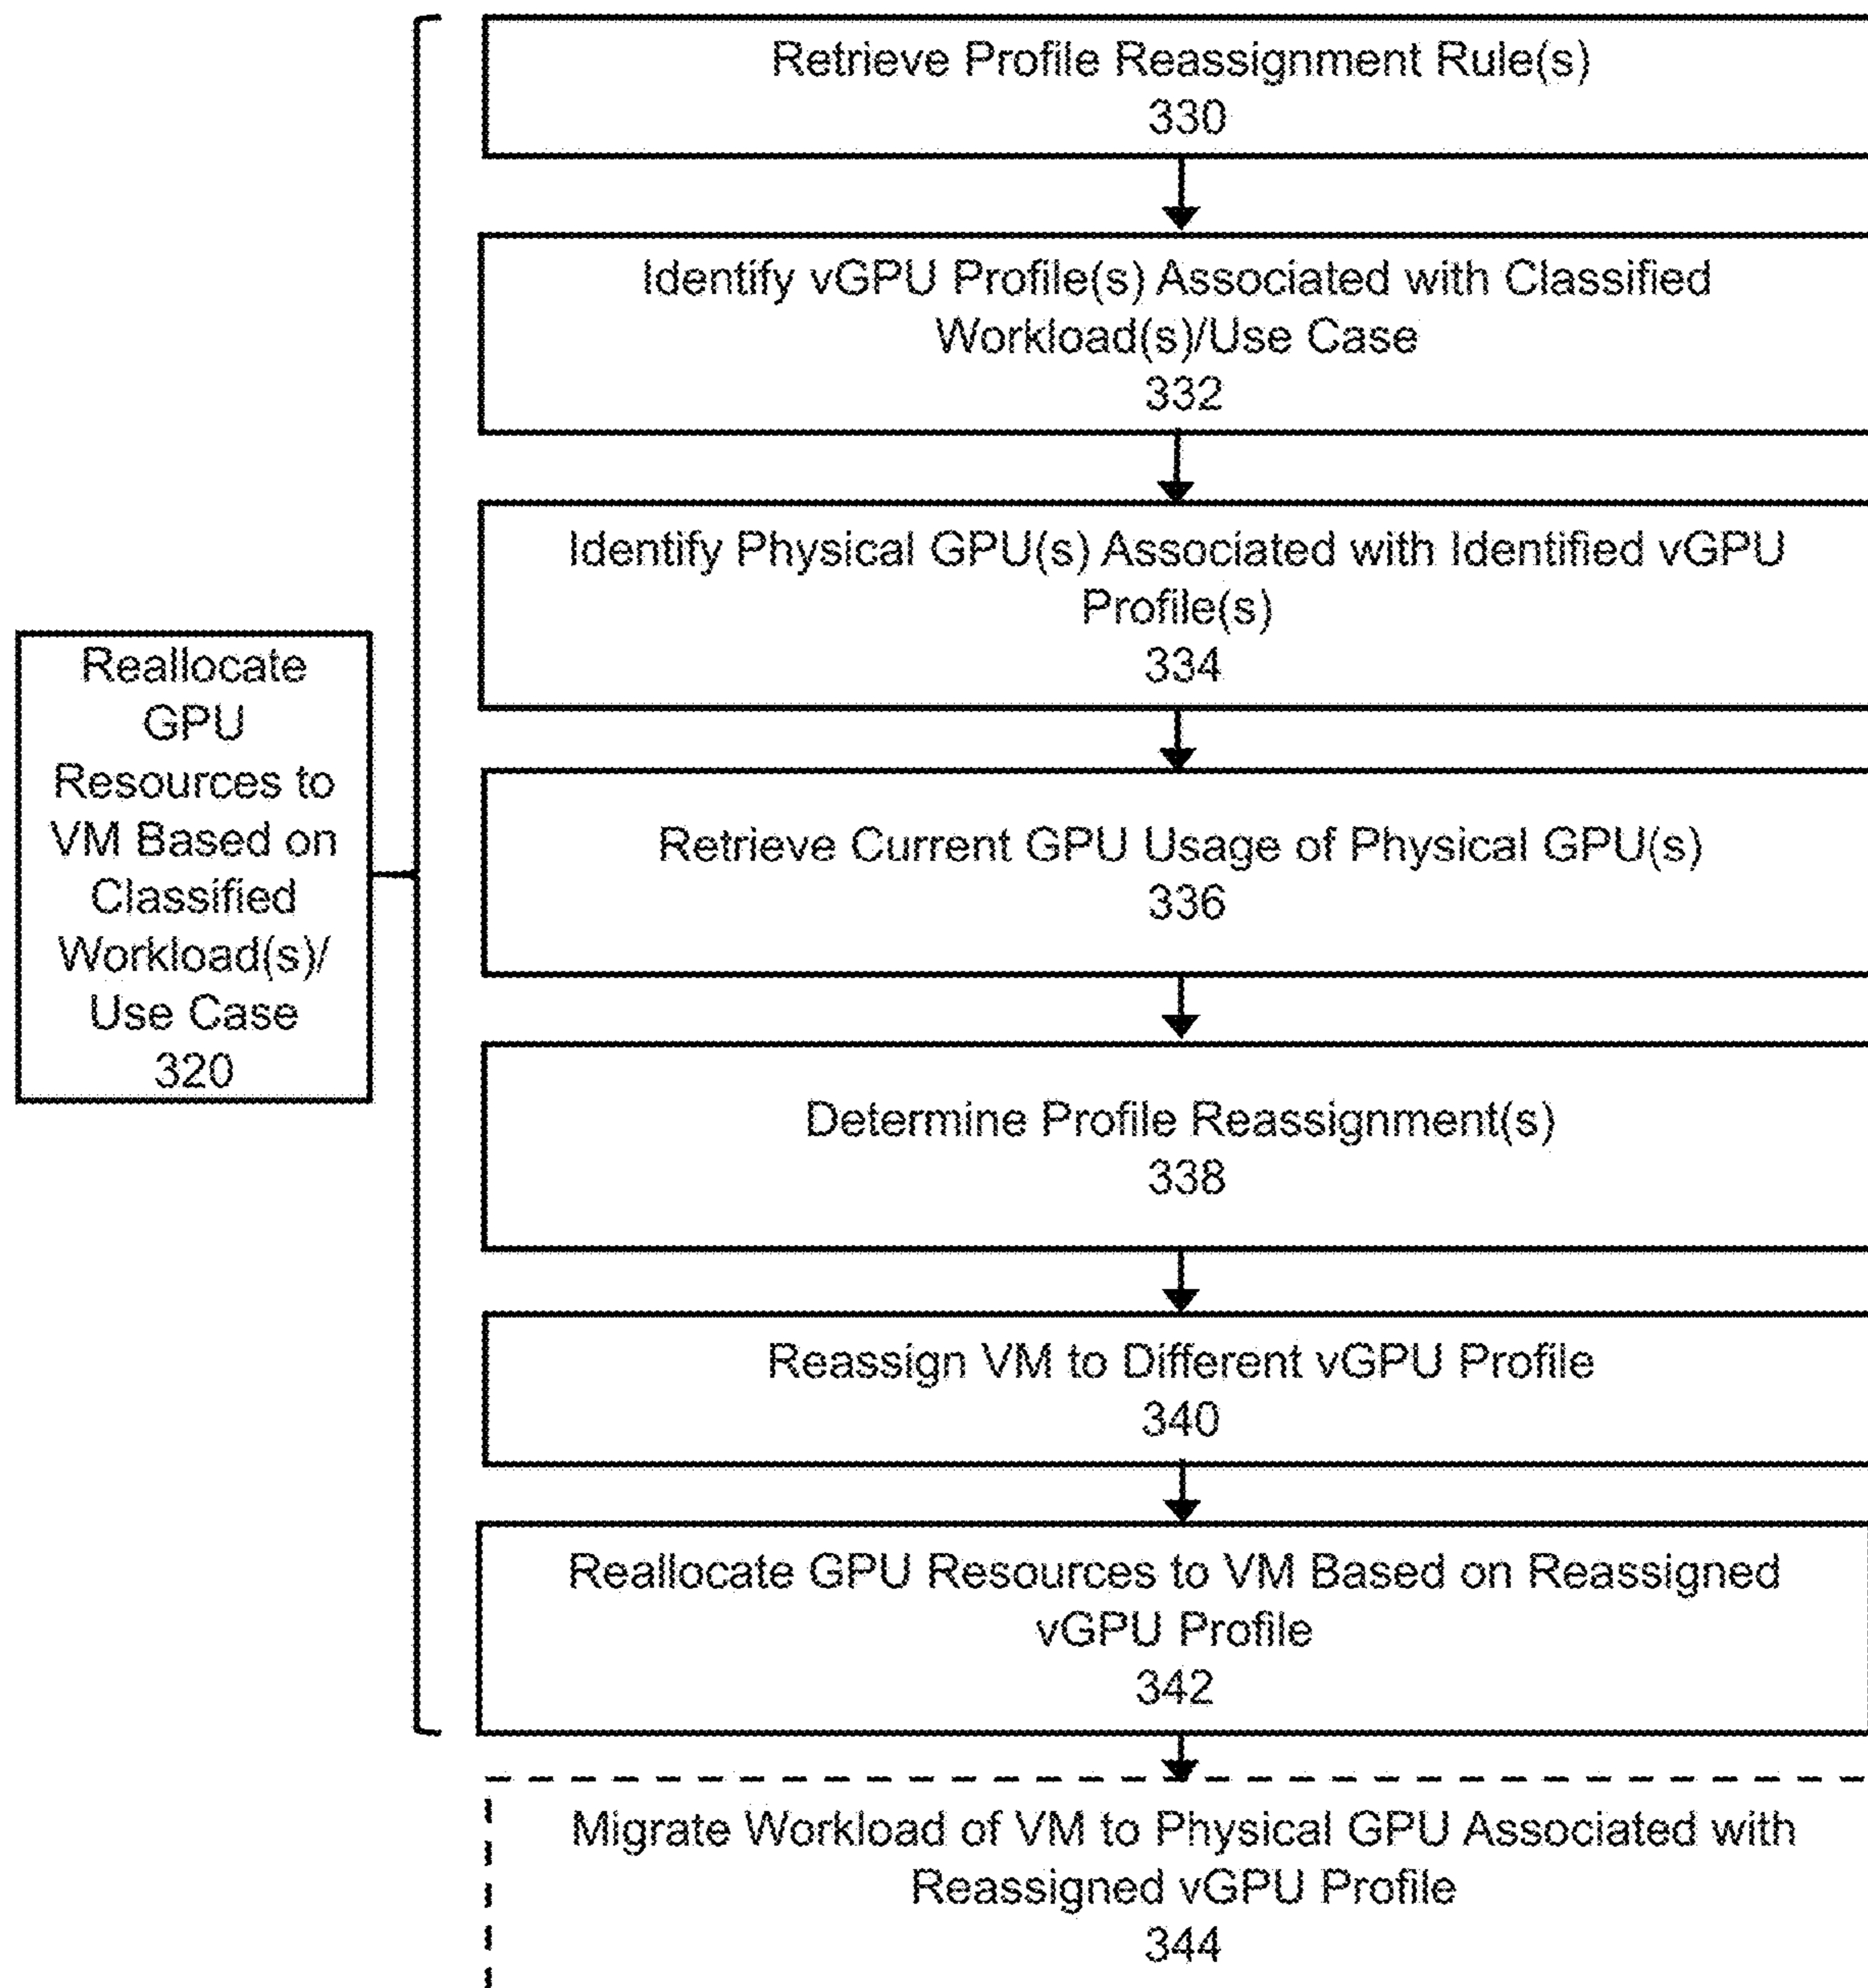 Reallocate
GPU
Resources to
VM Based on
Classified
Workload(s)/
Use Case
320
Retrieve Profile Reassignment Rule(s)
330
Identify vGPU Profile(s) Associated with Classified
Workload(s)/Use Case
332
Identify Physical GPU(s) Associated with Identified vGPU
Profile(s)
334
Retrieve Current GPU Usage of Physical GPU(s)
336
Determine Profile Reassignment(s)
338
Reassign VM to Different vGPU Profile
340
Reallocate GPU Resources to VM Based on Reassigned
vGPU Profile
342
Migrate Workload of VM to Physical GPU Associated with
Reassigned vGPU Profile
344